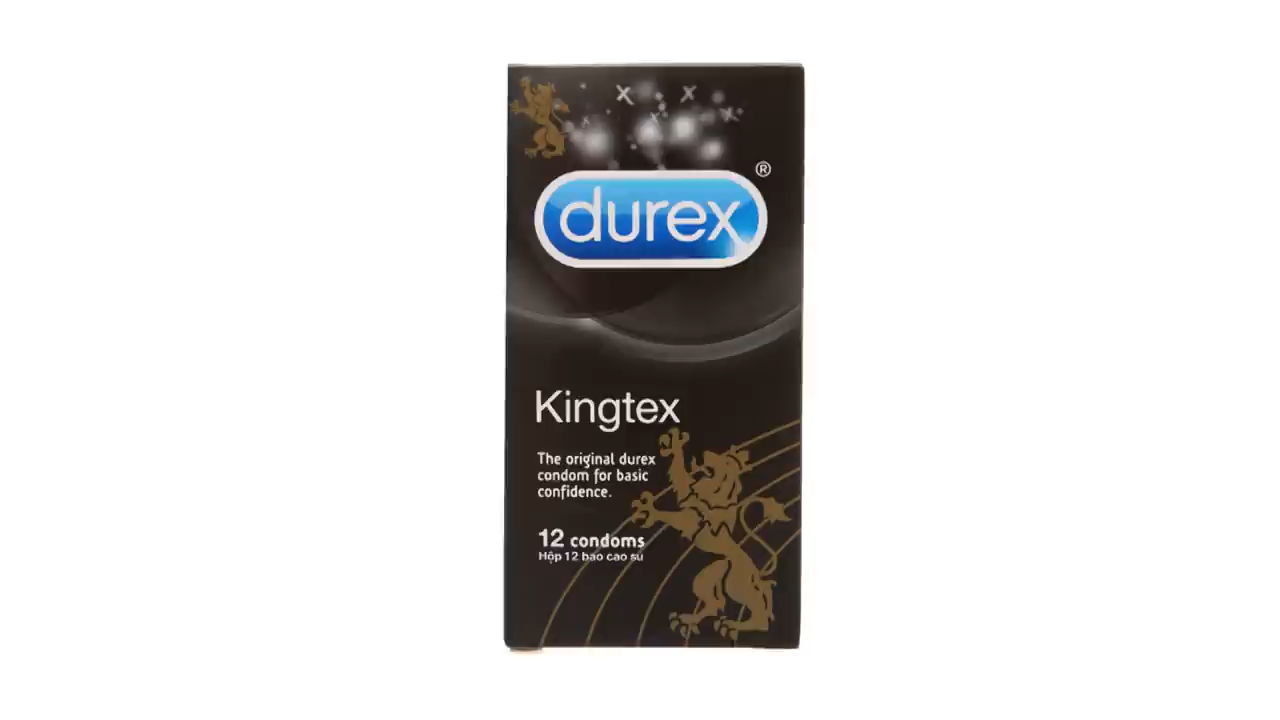 durex®
Kingtex
The original durex
condom for basic
confidence.
12 condoms
Hộp 12 bao cao su